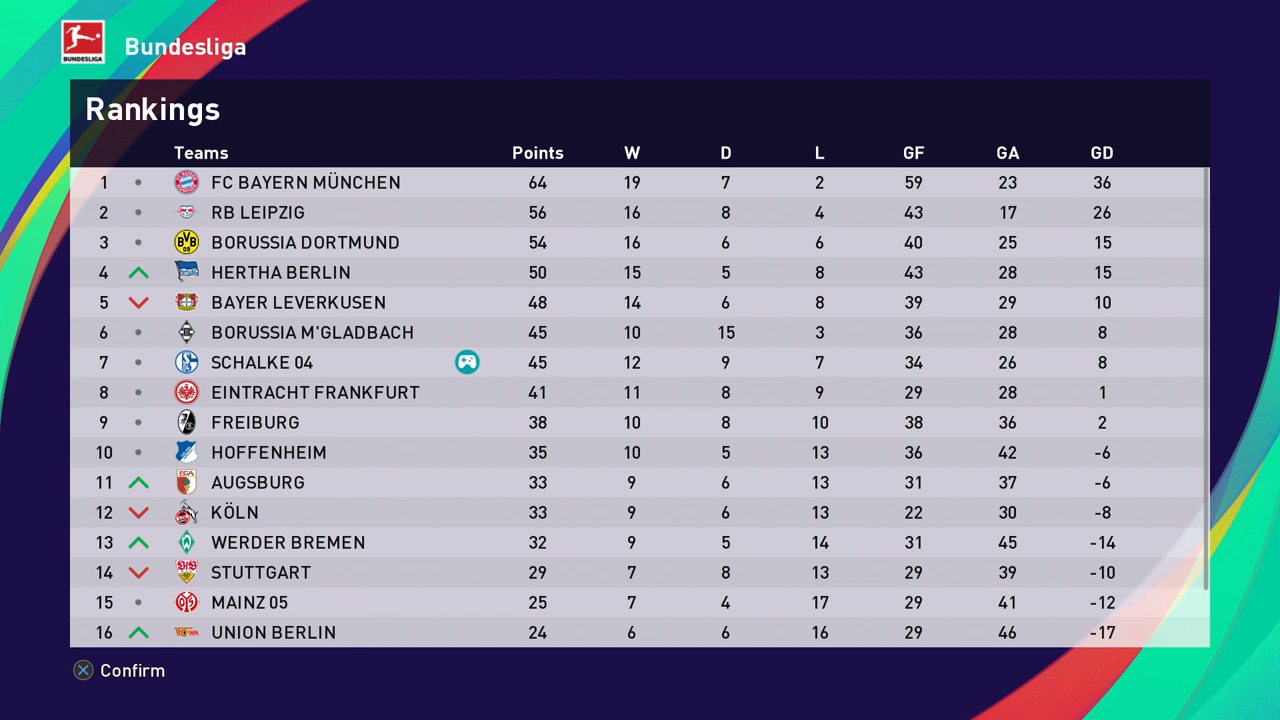 Bundesliga
BUNDESLIGA
Rankings
Teams Points W D L GF GA GD
1 FC BAYERN MÜNCHEN 64 19 7 2 59 23 36
2 RB LEIPZIG 56 16 8 4 43 17 26
3 BORUSSIA DORTMUND 54 16 6 6 40 25 15
4 HERTHA BERLIN 50 15 5 8 43 28 15
5 BAYER LEVERKUSEN 48 14 6 8 39 29 10
6 BORUSSIA M'GLADBACH 45 10 15 3 36 28 8
7 SCHALKE 04 45 12 9 7 34 26 8
8 EINTRACHT FRANKFURT 41 11 8 9 29 28 1
9 FREIBURG 38 10 8 10 38 36 2
10 HOFFENHEIM 35 10 5 13 36 42 -6
11 AUGSBURG 33 9 6 13 31 37 -6
12 KÖLN 33 9 6 13 22 30 -8
13 WERDER BREMEN 32 9 5 14 31 45 -14
14 STUTTGART 29 7 8 13 29 39 -10
15 MAINZ 05 25 7 4 17 29 41 -12
16 UNION BERLIN 24 6 6 16 29 46 -17
Confirm